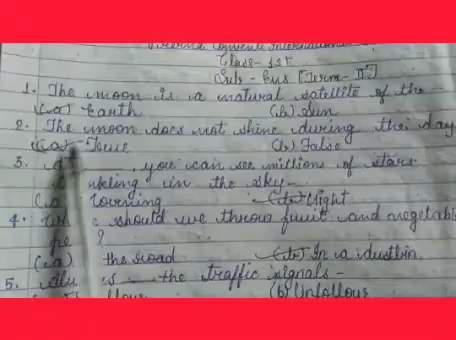 Class-1st
Sub-Evs [Term-II]
1. The moon is a natural satellite of the -
(a) Earth (b) Sun
2. The moon does not shine during the day
(a) True (b) False
3. you can see millions of stars
in the sky-
(b) Night
4. should we throw fruit and vegetab
?
(a) the road (b) In a dustbin
5. is the traffic signals-
(b) Unfollow